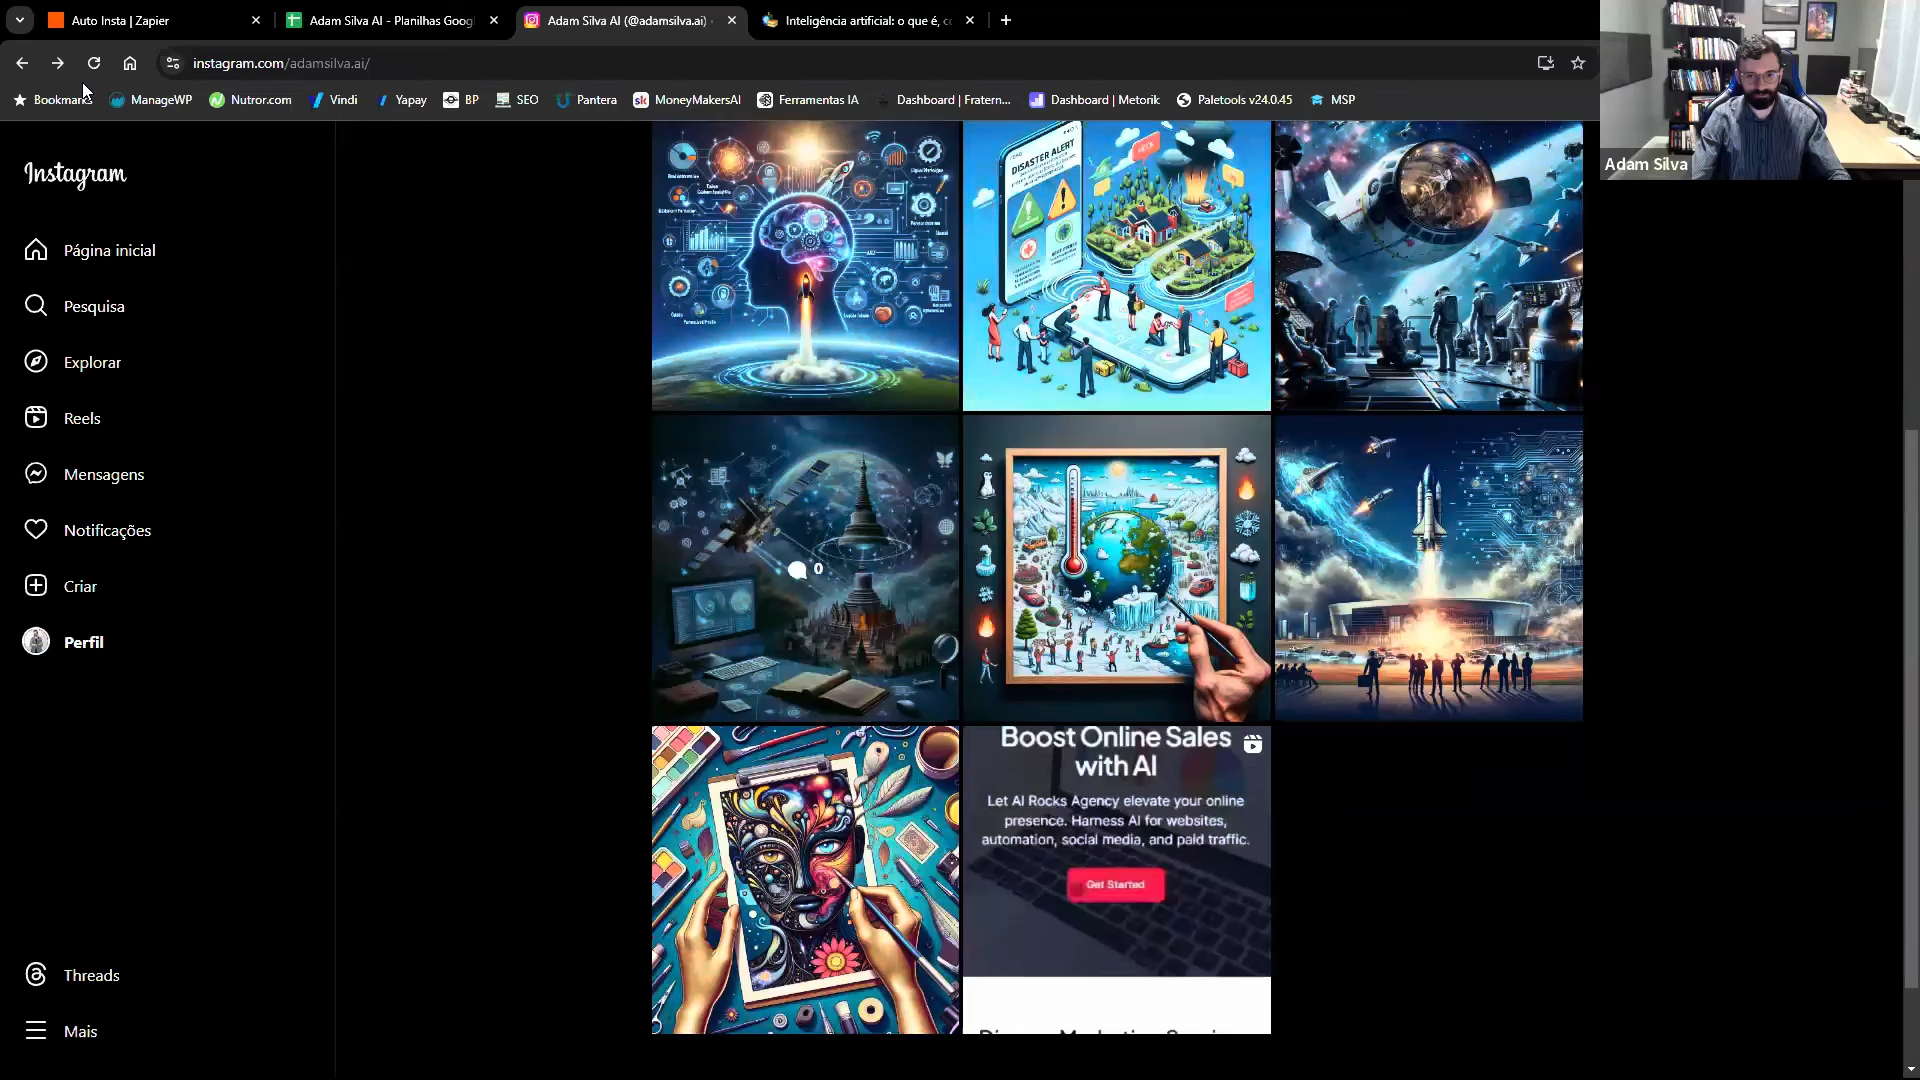 Auto Insta | Zapier
Adam Silva AI - Planilhas Goog
Adam Silva AI (@adamsilva.ai)
Inteligência artificial: o que é, c
instagram.com/adamsilva.ai/
Bookmarks
ManageWP
Nutror.com
Vindi
Yapay
BP
SEO
Pantera
MoneyMakersAI
Ferramentas IA
Dashboard | Fratern...
Dashboard | Metorik
Paletools v24.0.45
MSP
Adam Silva
Instagram
Página inicial
Pesquisa
Explorar
Reels
Mensagens
Notificações
Criar
Perfil
Threads
Mais
DISASTER ALERT
0
Boost Online Sales
with AI
Let AI Rocks Agency elevate your online
presence. Harness AI for websites,
automation, social media, and paid traffic.
Get Started